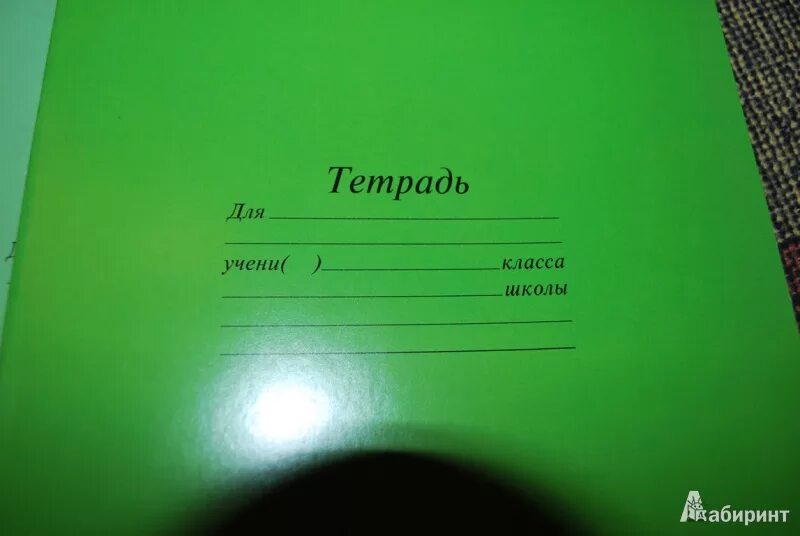 Тетрадь
Для
учени( ) класса
школы
Лабиринт